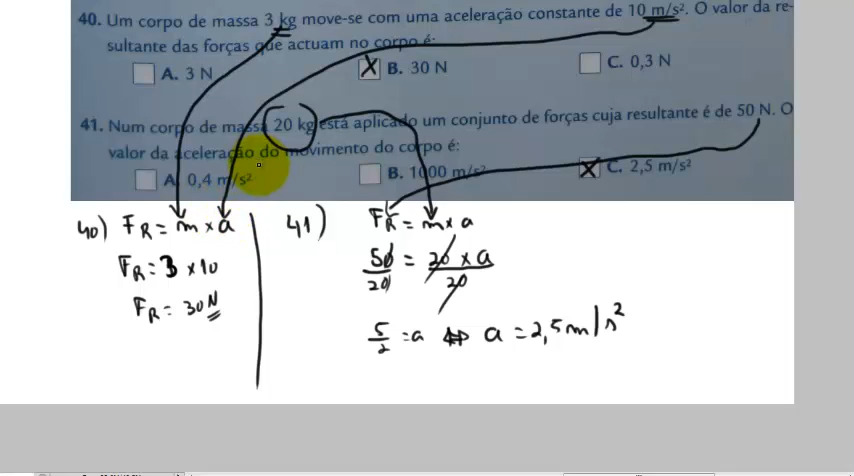 40. Um corpo de massa 3 kg move-se com uma aceleração constante de 10 m/s². O valor da re-
sultante das forças que actuam no corpo é:
A. 3 N
X B. 30 N
C. 0,3 N
41. Num corpo de massa 20 kg está aplicado um conjunto de forças cuja resultante é de 50 N. O
valor da aceleração do movimento do corpo é:
A. 0,4 m/s²
B. 1000 m/s²
X C. 2,5 m/s²
40) FR = m x a
FR = 3 x 10
FR = 30N
41) FR = m x a
50/20 = 20 x a/20
5/2 = a ⇔ a = 2,5 m/s²